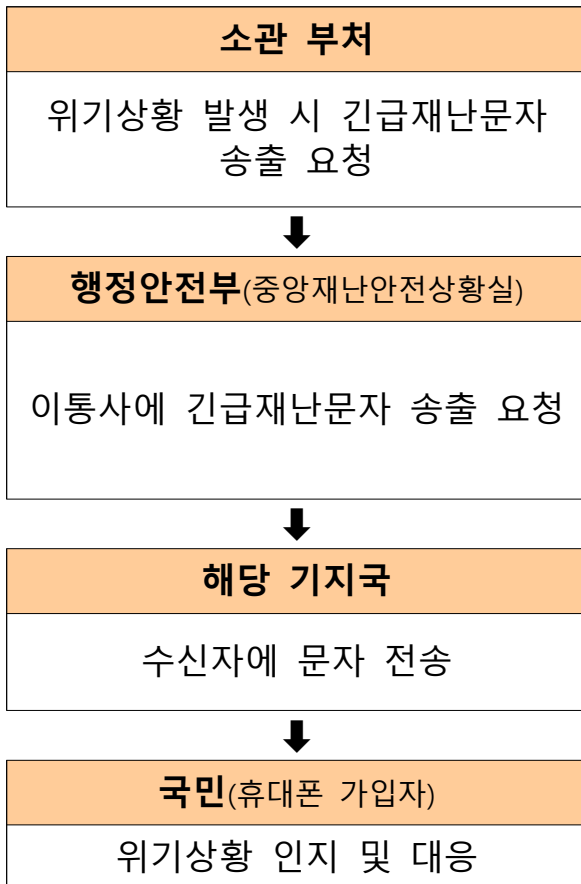 소관 부처
위기상황 발생 시 긴급재난문자
송출 요청
행정안전부(중앙재난안전상황실)
이통사에 긴급재난문자 송출 요청
해당 기지국
수신자에 문자 전송
국민(휴대폰 가입자)
위기상황 인지 및 대응